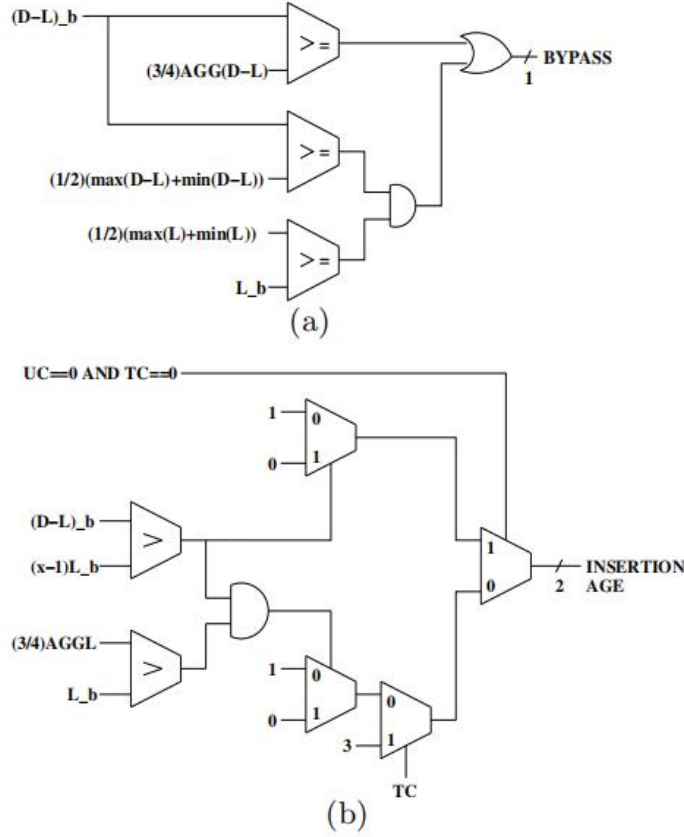 (D−L)_b
>=
(3/4)AGG(D−L)
BYPASS
1
>=
(1/2)(max(D−L)+min(D−L))
(1/2)(max(L)+min(L))
>=
L_b
(a)
UC==0 AND TC==0
1
0
0
1
(D−L)_b
>
(x−1)L_b
1
0
INSERTION
AGE
2
(3/4)AGGL
>
L_b
1
0
0
1
0
3
1
TC
(b)